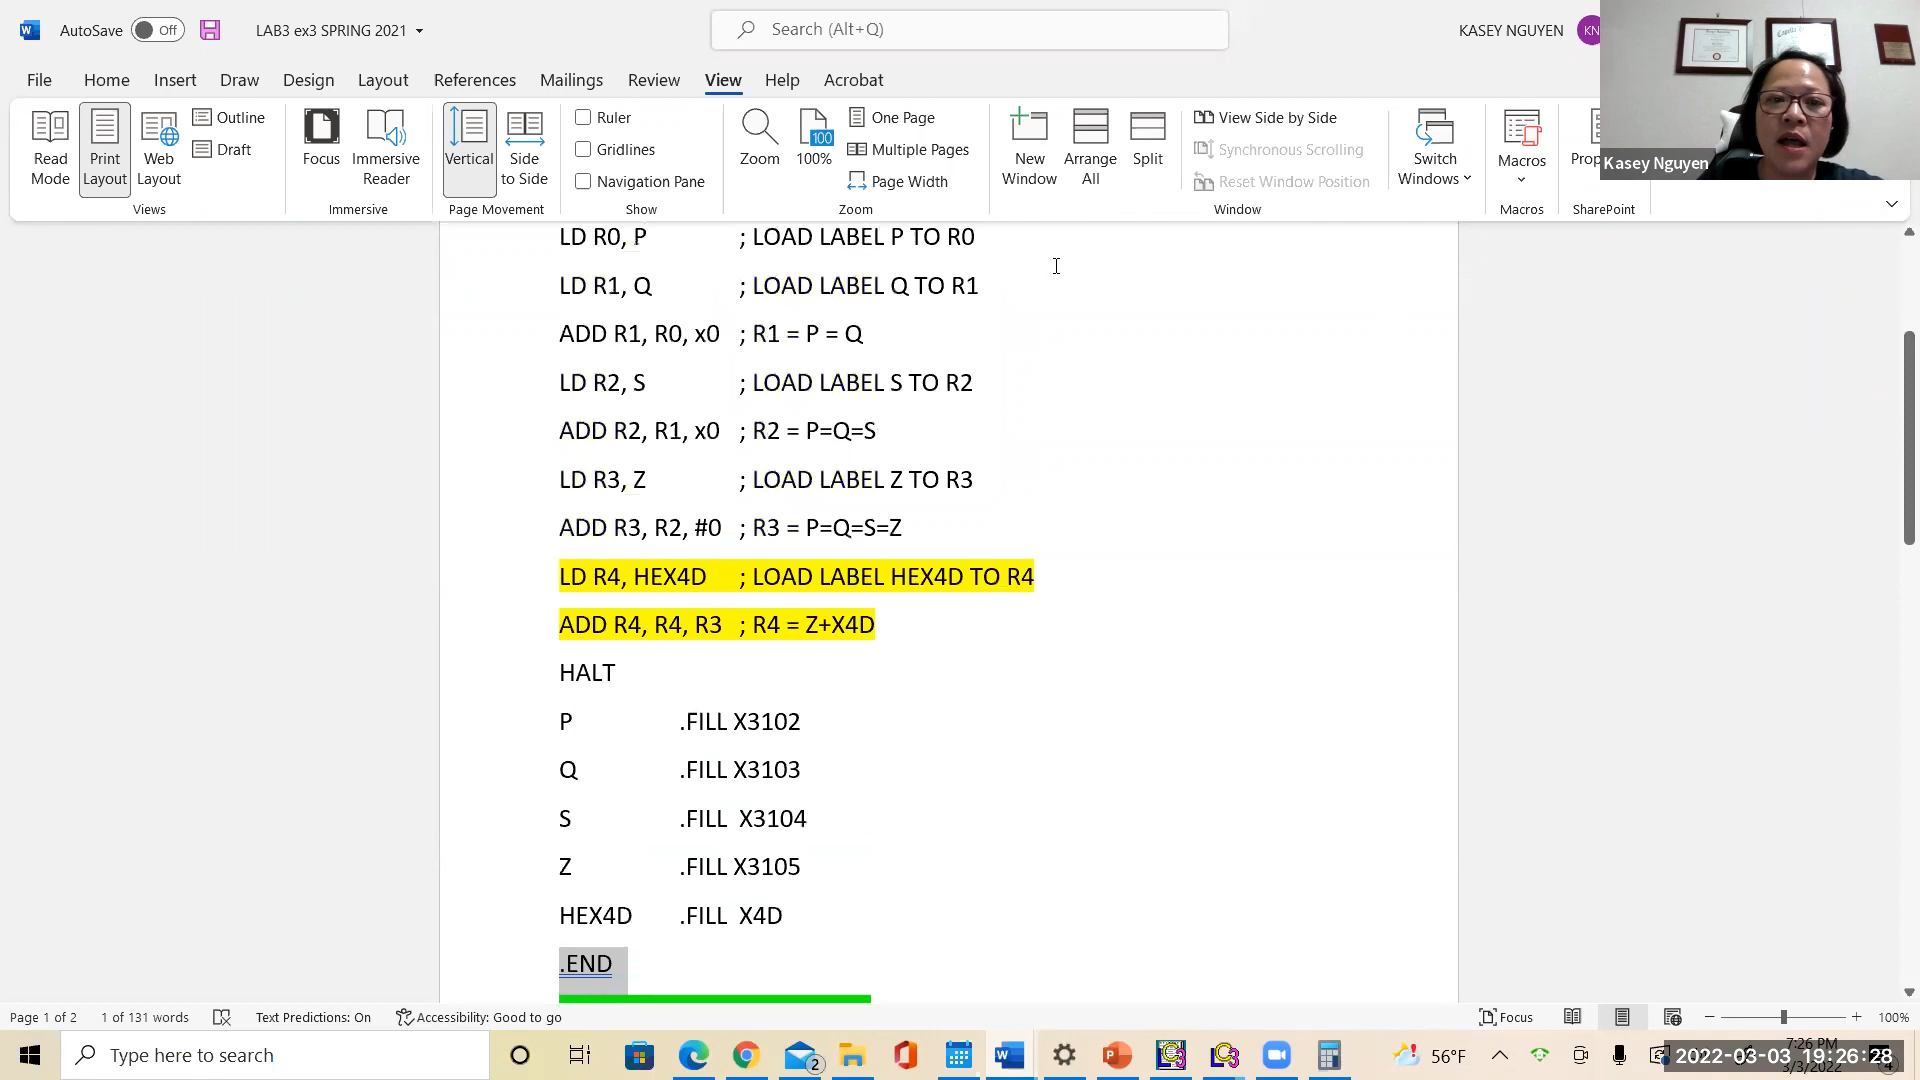 AutoSave Off LAB3 ex3 SPRING 2021 Search (Alt+Q) KASEY NGUYEN KN
File Home Insert Draw Design Layout References Mailings Review View Help Acrobat
Read Mode Print Layout Web Layout Outline Draft Views
Focus Immersive Reader Immersive
Vertical Side to Side Page Movement
Ruler Gridlines Navigation Pane Show
Zoom 100 100% One Page Multiple Pages Page Width Zoom
New Window Arrange All Split View Side by Side Synchronous Scrolling Reset Window Position Switch Windows Window
Macros Macros
SharePoint
Kasey Nguyen
LD R0, P ; LOAD LABEL P TO R0
LD R1, Q ; LOAD LABEL Q TO R1
ADD R1, R0, x0 ; R1 = P = Q
LD R2, S ; LOAD LABEL S TO R2
ADD R2, R1, x0 ; R2 = P=Q=S
LD R3, Z ; LOAD LABEL Z TO R3
ADD R3, R2, #0 ; R3 = P=Q=S=Z
LD R4, HEX4D ; LOAD LABEL HEX4D TO R4
ADD R4, R4, R3 ; R4 = Z+X4D
HALT
P .FILL X3102
Q .FILL X3103
S .FILL X3104
Z .FILL X3105
HEX4D .FILL X4D
.END
Page 1 of 2 1 of 131 words Text Predictions: On Accessibility: Good to go Focus 100%
Type here to search 2 56°F 2022-03-03 19:26:28